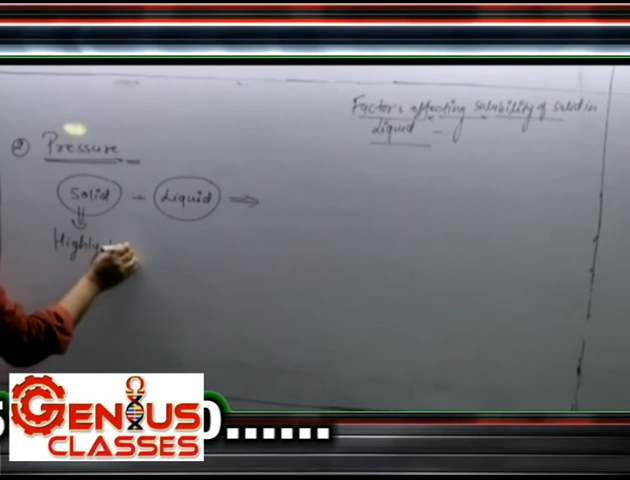 Factors affecting solubility of solid in
Liquid -
② Pressure
Solid + Liquid ⇒
⇓
Highly
GENIUS
CLASSES